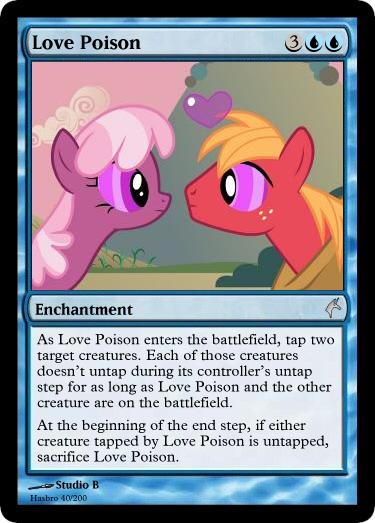 Love Poison 3
Enchantment
As Love Poison enters the battlefield, tap two
target creatures. Each of those creatures
doesn't untap during its controller's untap
step for as long as Love Poison and the other
creature are on the battlefield.
At the beginning of the end step, if either
creature tapped by Love Poison is untapped,
sacrifice Love Poison.
Studio B
Hasbro 40/200